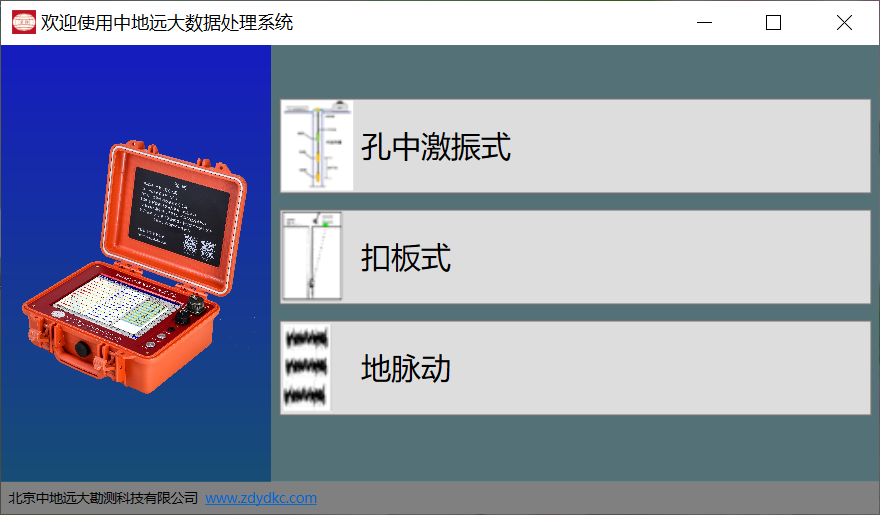 欢迎使用中地远大数据处理系统
孔中激振式
扣板式
地脉动
北京中地远大勘测科技有限公司 www.zdydkc.com